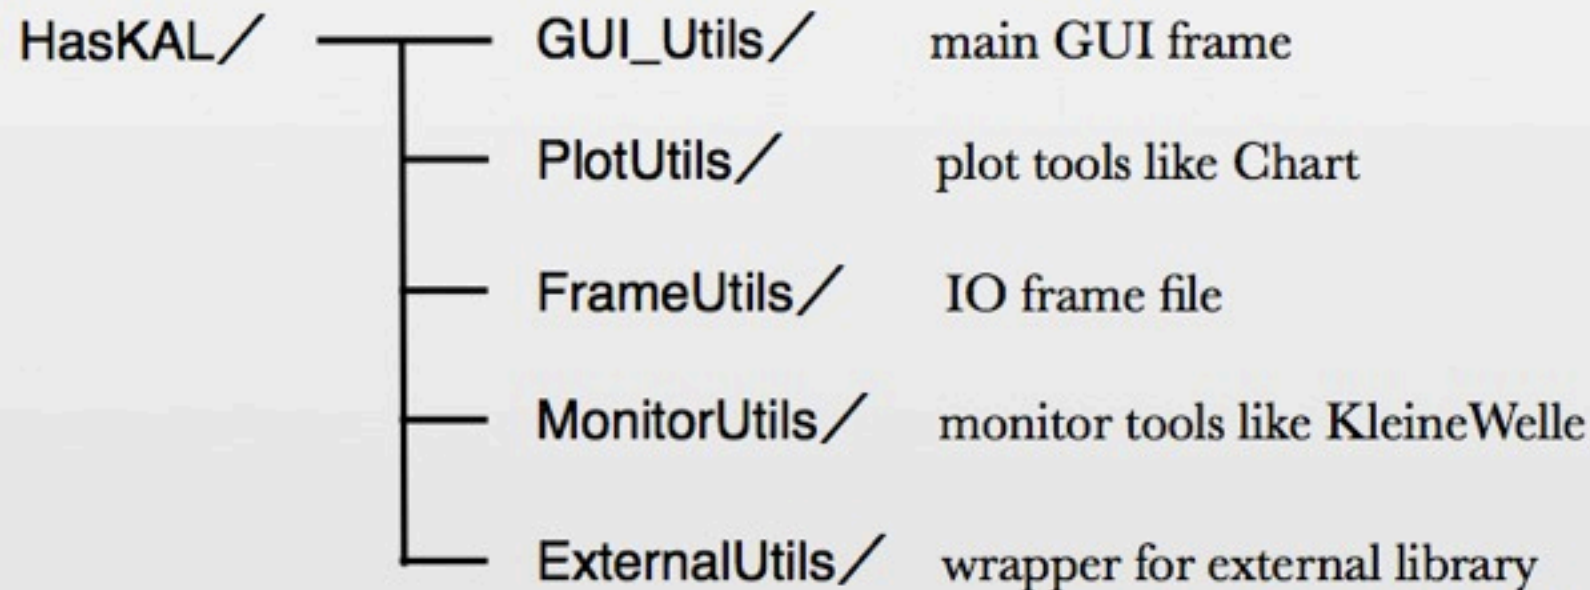 HasKAL/ GUI_Utils/ main GUI frame
PlotUtils/ plot tools like Chart
FrameUtils/ IO frame file
MonitorUtils/ monitor tools like KleineWelle
ExternalUtils/ wrapper for external library